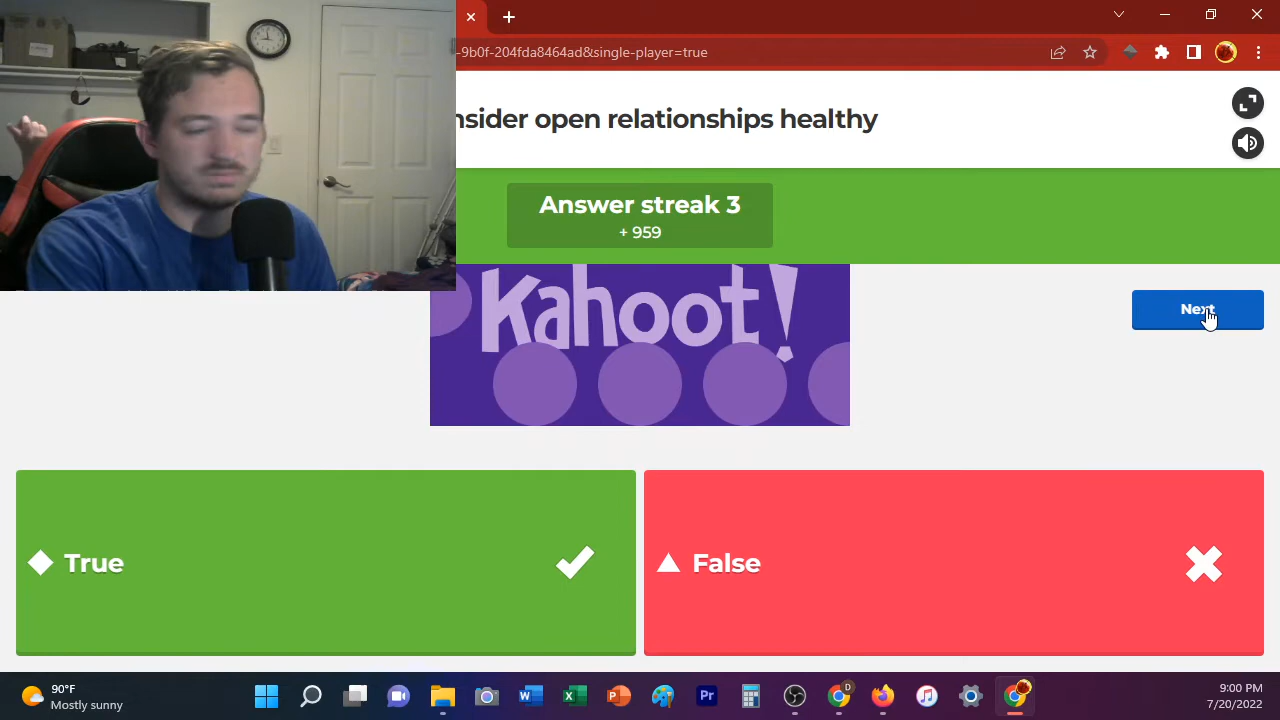 -9b0f-204fda8464ad&single-player=true
nsider open relationships healthy
Answer streak 3
+ 959
Kahoot!
Next
True
False
90°F
Mostly sunny
W
X
P
Pr
D
9:00 PM
7/20/2022